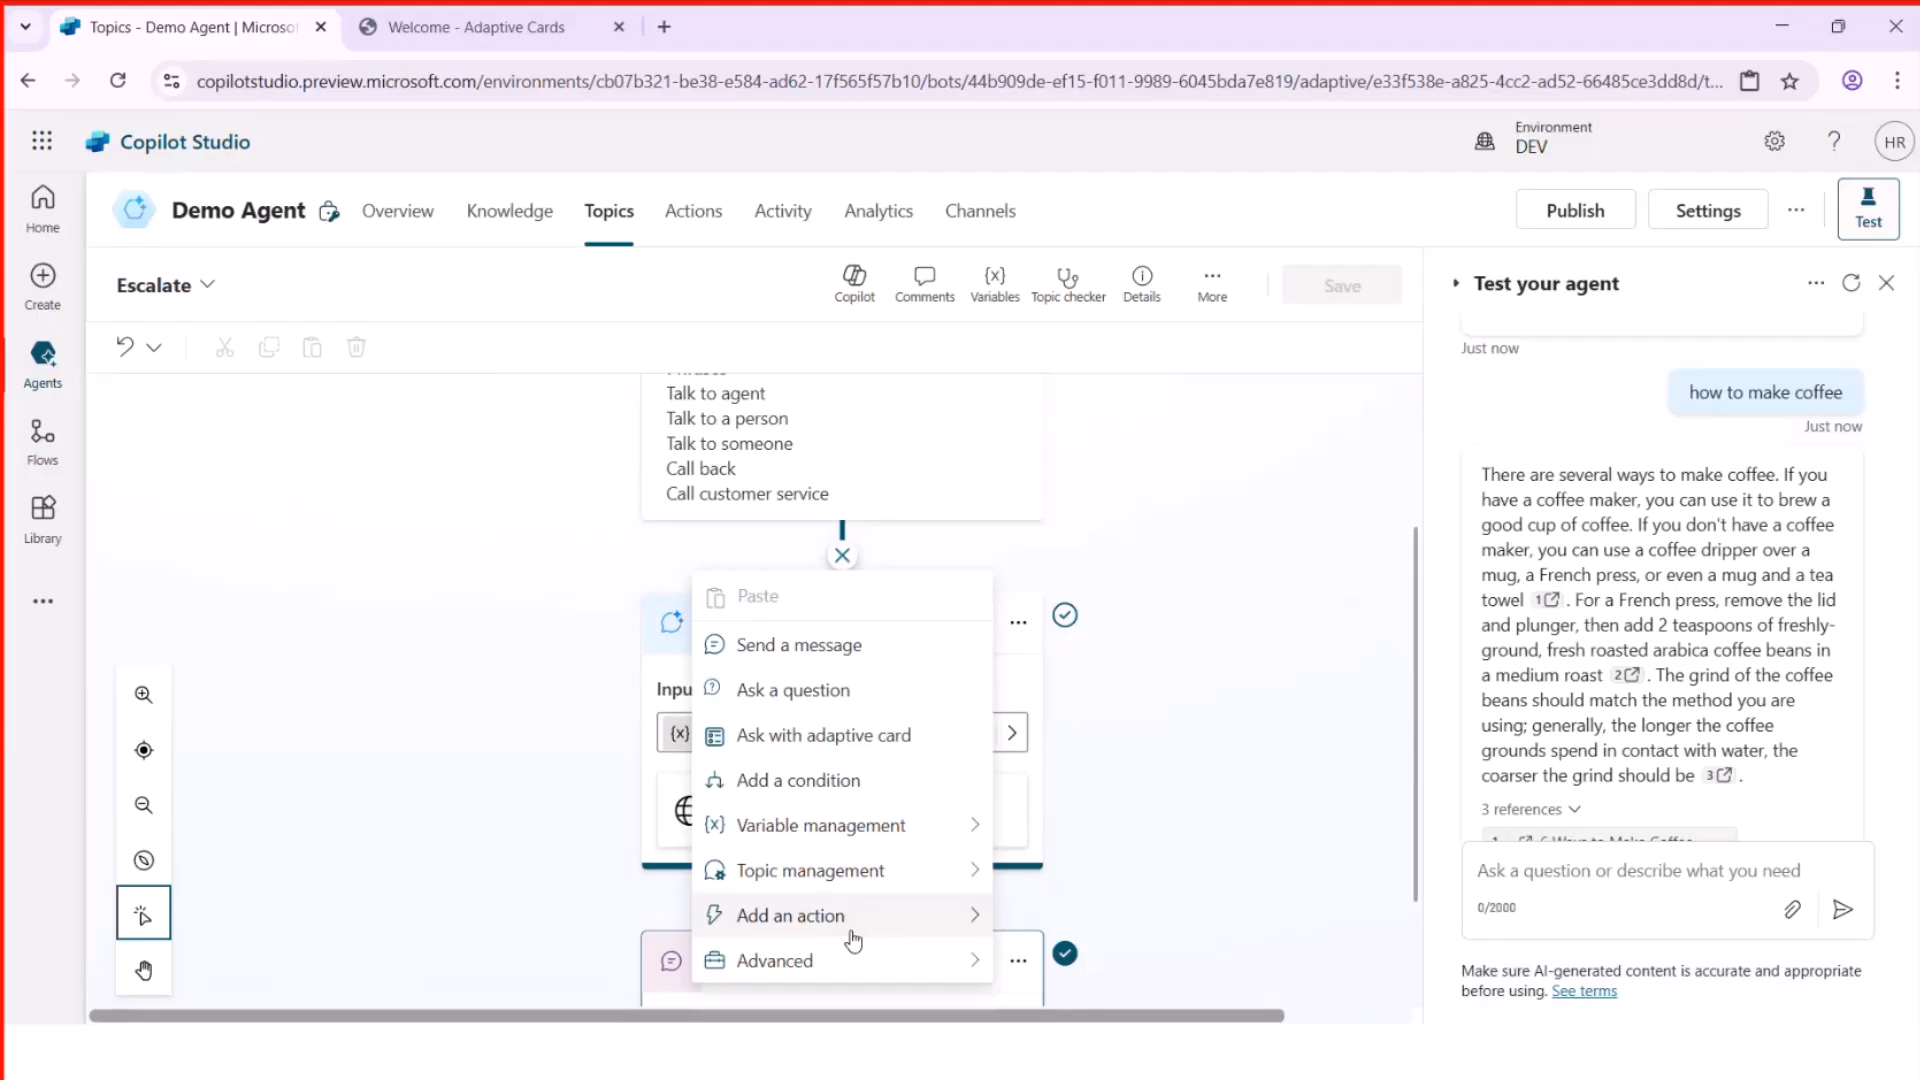 Topics - Demo Agent | Microso
Welcome - Adaptive Cards
copilotstudio.preview.microsoft.com/environments/cb07b321-be38-e584-ad62-17f565f57b10/bots/44b909de-ef15-f011-9989-6045bda7e819/adaptive/e33f538e-a825-4cc2-ad52-66485ce3dd8d/t...
Copilot Studio
Environment
DEV
HR
Home
Create
Agents
Flows
Library
Demo Agent
Overview
Knowledge
Topics
Actions
Activity
Analytics
Channels
Publish
Settings
Test
Escalate
Copilot
Comments
Variables
Topic checker
Details
More
Save
Talk to agent
Talk to a person
Talk to someone
Call back
Call customer service
Inpu
{x}
Paste
Send a message
Ask a question
Ask with adaptive card
Add a condition
Variable management
Topic management
Add an action
Advanced
Test your agent
Just now
how to make coffee
Just now
There are several ways to make coffee. If you
have a coffee maker, you can use it to brew a
good cup of coffee. If you don't have a coffee
maker, you can use a coffee dripper over a
mug, a French press, or even a mug and a tea
towel 1. For a French press, remove the lid
and plunger, then add 2 teaspoons of freshly-
ground, fresh roasted arabica coffee beans in
a medium roast 2. The grind of the coffee
beans should match the method you are
using; generally, the longer the coffee
grounds spend in contact with water, the
coarser the grind should be 3.
3 references
Ask a question or describe what you need
0/2000
Make sure AI-generated content is accurate and appropriate
before using. See terms